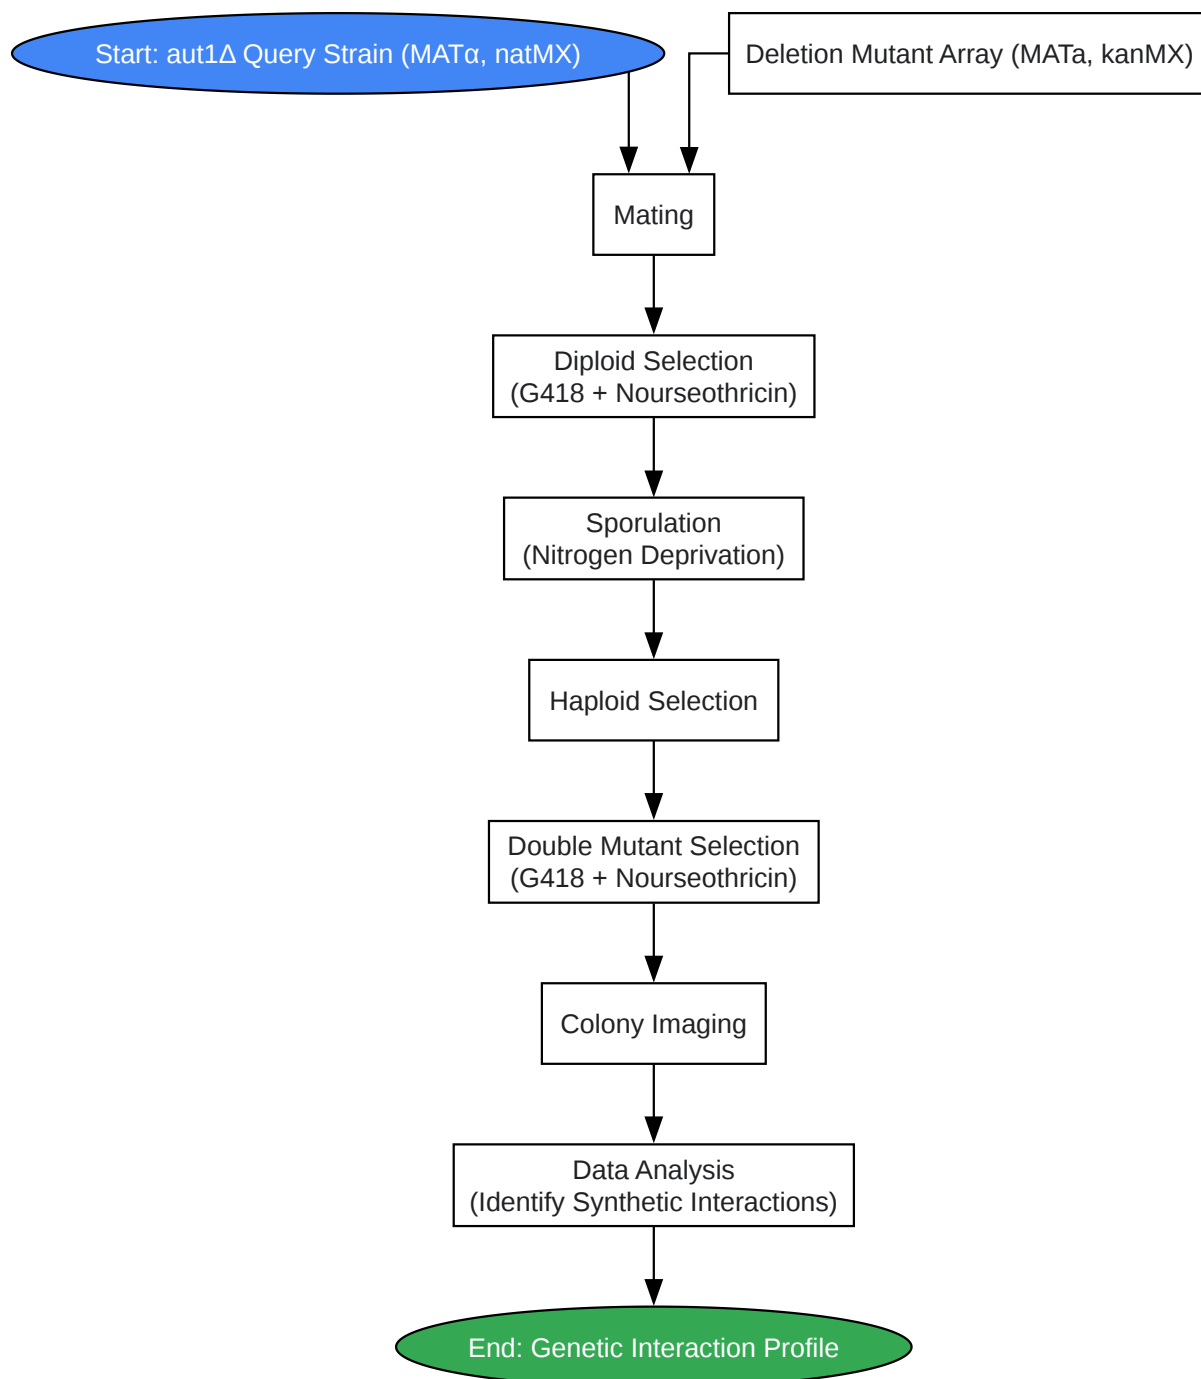 Start: aut1Δ Query Strain (MATα, natMX)
Deletion Mutant Array (MATa, kanMX)
Mating
Diploid Selection
(G418 + Nourseothricin)
Sporulation
(Nitrogen Deprivation)
Haploid Selection
Double Mutant Selection
(G418 + Nourseothricin)
Colony Imaging
Data Analysis
(Identify Synthetic Interactions)
End: Genetic Interaction Profile